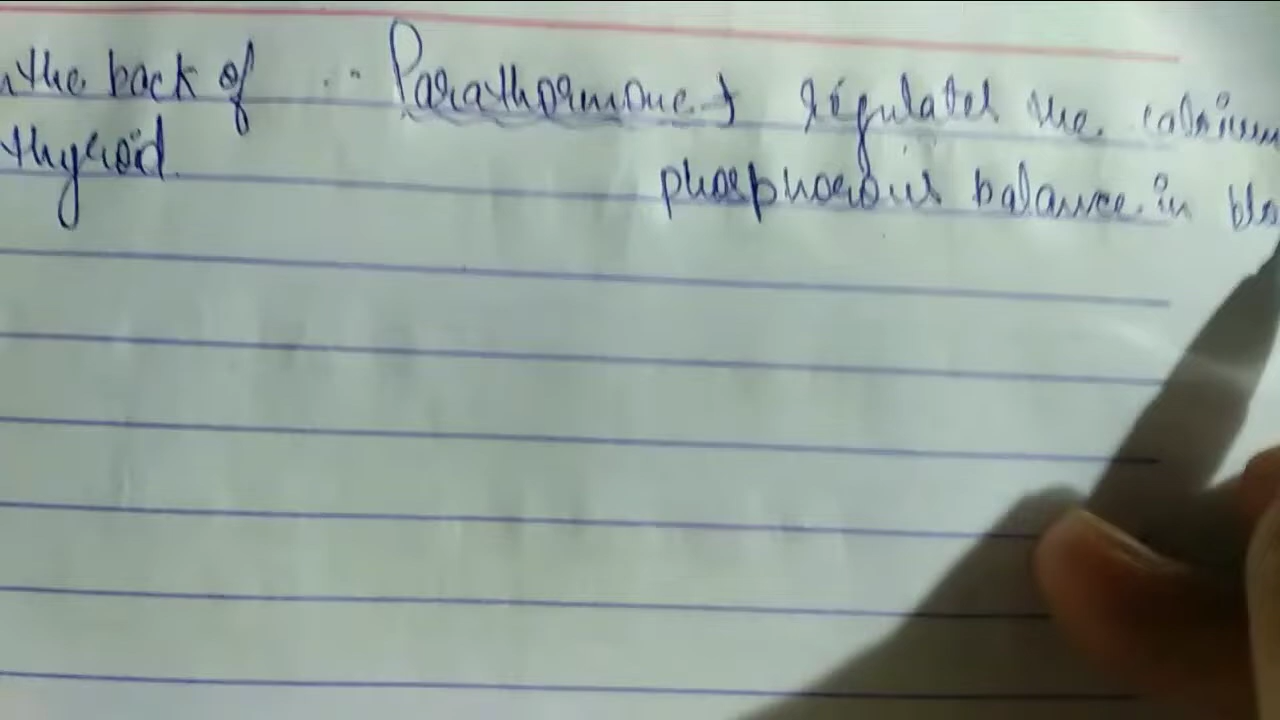 the back of Parathormone → regulates the calcium
thyroid phosphorous balance in